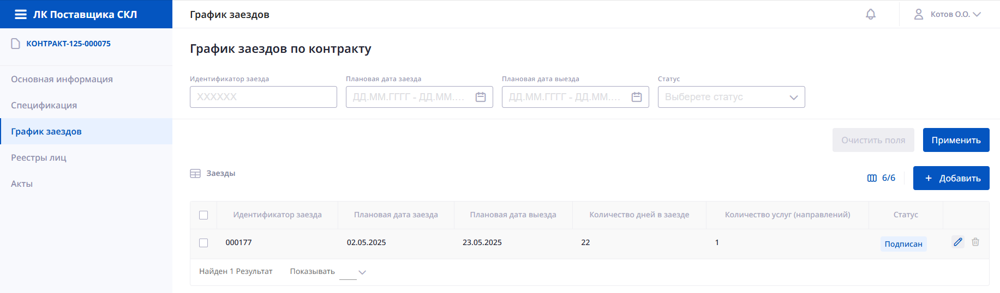 ЛК Поставщика СКЛ
График заездов
Котов О.О.
КОНТРАКТ-125-000075
Основная информация
Спецификация
График заездов
Реестры лиц
Акты
График заездов по контракту
Идентификатор заезда Плановая дата заезда Плановая дата выезда Статус
XXXXXX ДД.ММ.ГГГГ - ДД.ММ.... ДД.ММ.ГГГГ - ДД.ММ.... Выберете статус
Очистить поля Применить
Заезды 6/6 + Добавить
Идентификатор заезда Плановая дата заезда Плановая дата выезда Количество дней в заезде Количество услуг (направлений) Статус
000177 02.05.2025 23.05.2025 22 1 Подписан
Найден 1 Результат Показывать